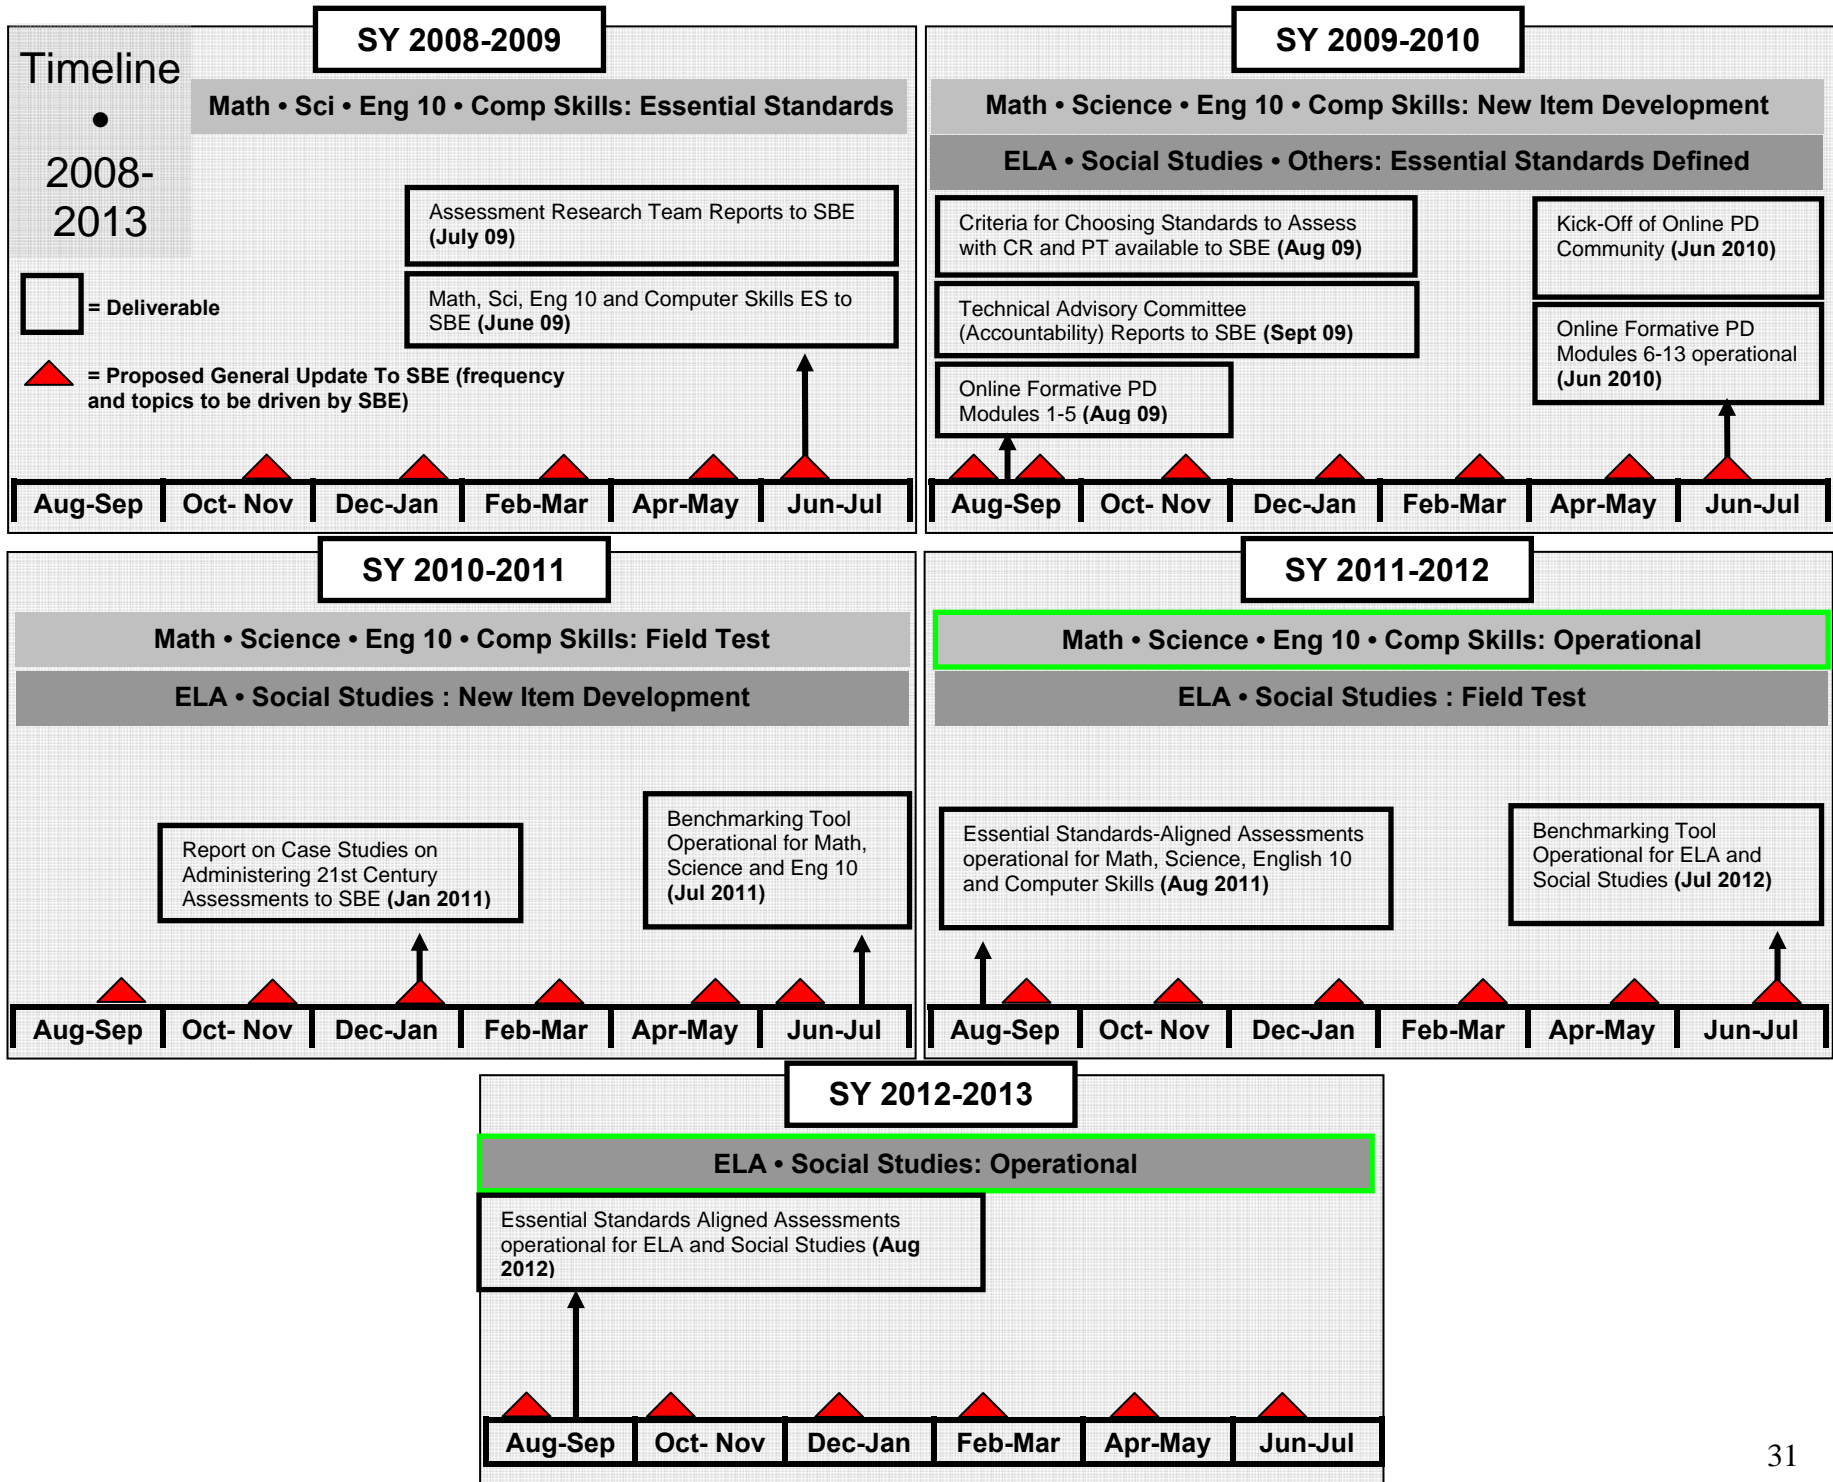 Timeline
•
2008-
2013
= Deliverable
= Proposed General Update To SBE (frequency
and topics to be driven by SBE)
SY 2008-2009
Math • Sci • Eng 10 • Comp Skills: Essential Standards
Assessment Research Team Reports to SBE
(July 09)
Math, Sci, Eng 10 and Computer Skills ES to
SBE (June 09)
Aug-Sep Oct- Nov Dec-Jan Feb-Mar Apr-May Jun-Jul
SY 2009-2010
Math • Science • Eng 10 • Comp Skills: New Item Development
ELA • Social Studies • Others: Essential Standards Defined
Criteria for Choosing Standards to Assess
with CR and PT available to SBE (Aug 09)
Technical Advisory Committee
(Accountability) Reports to SBE (Sept 09)
Online Formative PD
Modules 1-5 (Aug 09)
Kick-Off of Online PD
Community (Jun 2010)
Online Formative PD
Modules 6-13 operational
(Jun 2010)
Aug-Sep Oct- Nov Dec-Jan Feb-Mar Apr-May Jun-Jul
SY 2010-2011
Math • Science • Eng 10 • Comp Skills: Field Test
ELA • Social Studies : New Item Development
Report on Case Studies on
Administering 21st Century
Assessments to SBE (Jan 2011)
Benchmarking Tool
Operational for Math,
Science and Eng 10
(Jul 2011)
Aug-Sep Oct- Nov Dec-Jan Feb-Mar Apr-May Jun-Jul
SY 2011-2012
Math • Science • Eng 10 • Comp Skills: Operational
ELA • Social Studies : Field Test
Essential Standards-Aligned Assessments
operational for Math, Science, English 10
and Computer Skills (Aug 2011)
Benchmarking Tool
Operational for ELA and
Social Studies (Jul 2012)
Aug-Sep Oct- Nov Dec-Jan Feb-Mar Apr-May Jun-Jul
SY 2012-2013
ELA • Social Studies: Operational
Essential Standards Aligned Assessments
operational for ELA and Social Studies (Aug
2012)
Aug-Sep Oct- Nov Dec-Jan Feb-Mar Apr-May Jun-Jul
31